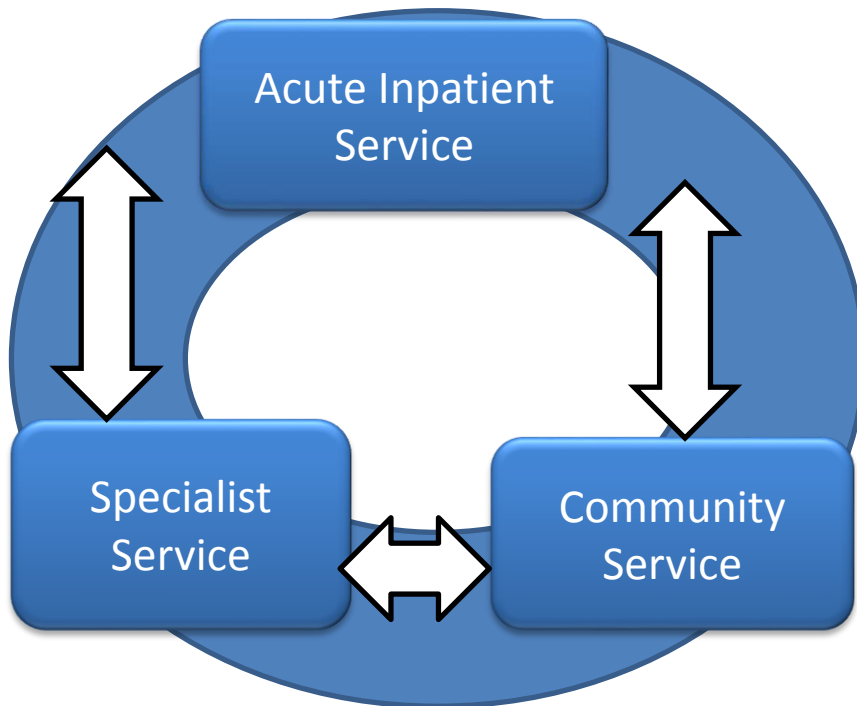 Acute Inpatient
Service
Specialist
Service
Community
Service